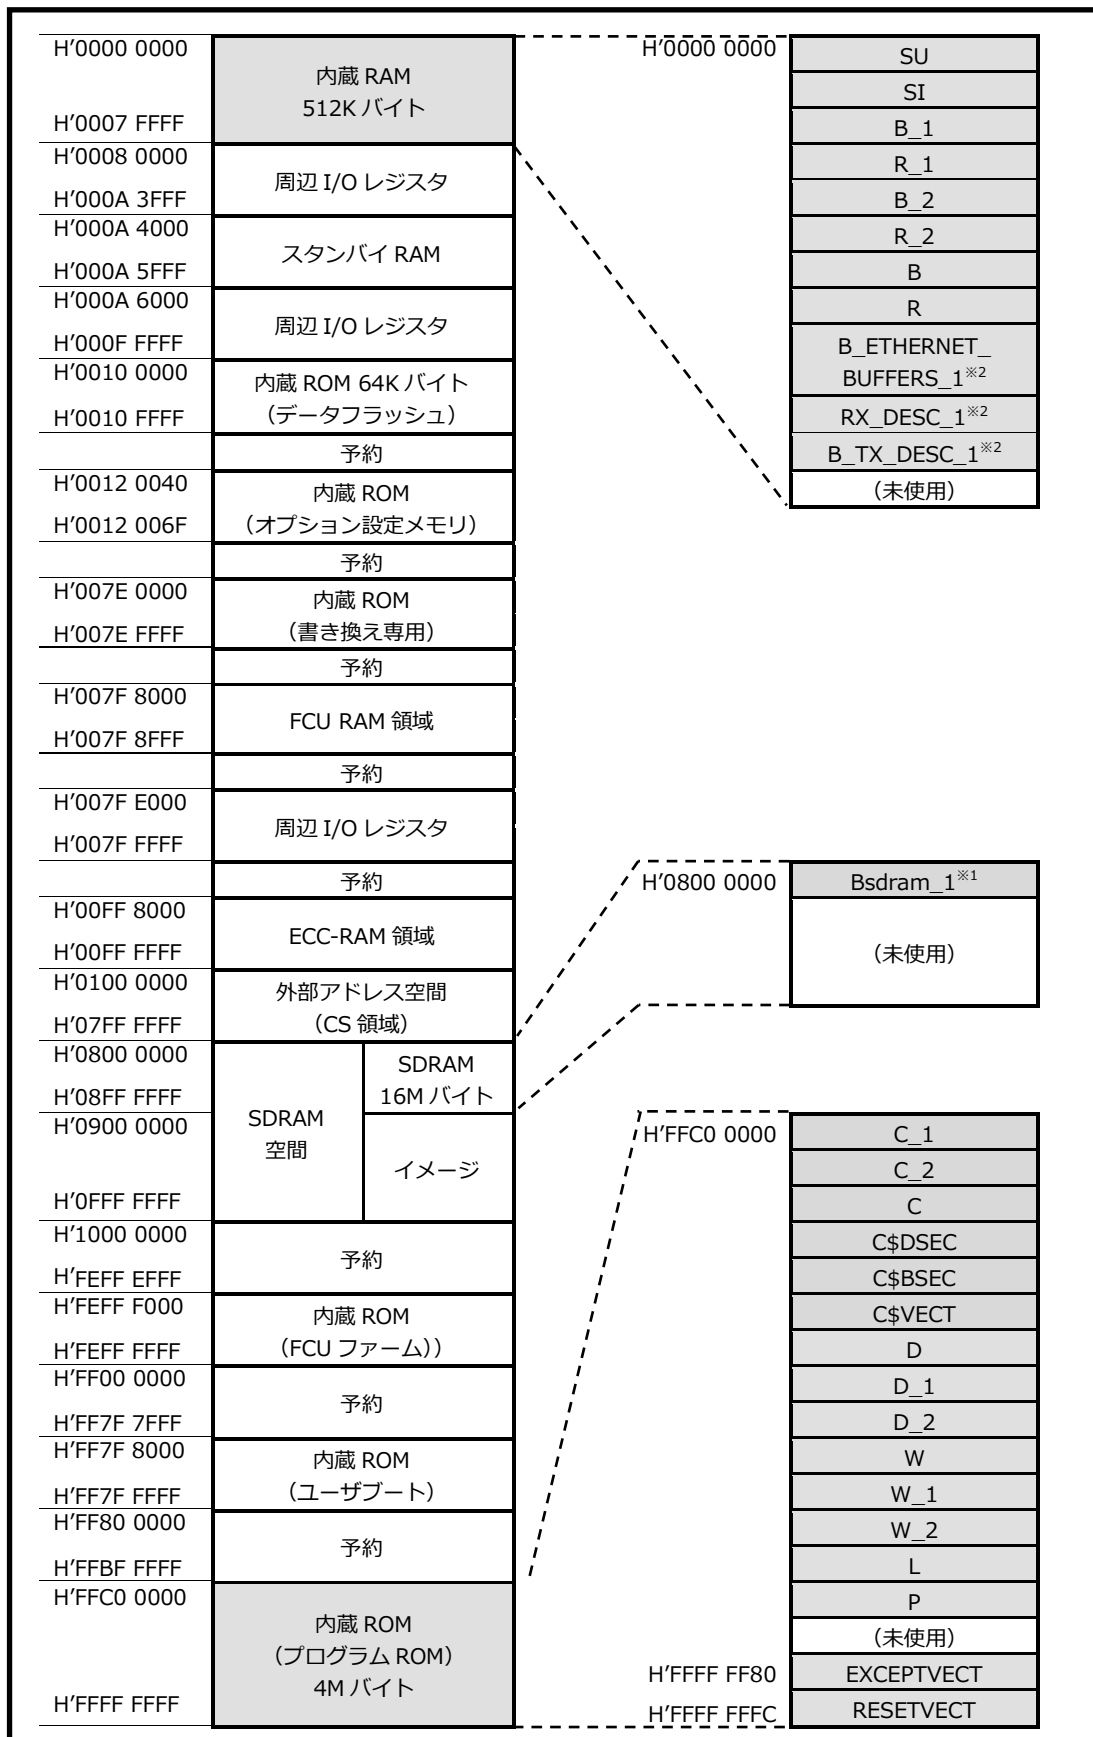 H'0000 0000
内蔵 RAM
512K バイト
H'0007 FFFF
H'0008 0000
周辺 I/O レジスタ
H'000A 3FFF
H'000A 4000
スタンバイ RAM
H'000A 5FFF
H'000A 6000
周辺 I/O レジスタ
H'000F FFFF
H'0010 0000
内蔵 ROM 64K バイト
（データフラッシュ）
H'0010 FFFF
予約
H'0012 0040
内蔵 ROM
（オプション設定メモリ）
H'0012 006F
予約
H'007E 0000
内蔵 ROM
（書き換え専用）
H'007E FFFF
予約
H'007F 8000
FCU RAM 領域
H'007F 8FFF
予約
H'007F E000
周辺 I/O レジスタ
H'007F FFFF
予約
H'00FF 8000
ECC-RAM 領域
H'00FF FFFF
H'0100 0000
外部アドレス空間
（CS 領域）
H'07FF FFFF
H'0800 0000
SDRAM
16M バイト
H'08FF FFFF
SDRAM
空間
H'0900 0000
イメージ
H'0FFF FFFF
H'1000 0000
予約
H'FEFF EFFF
H'FEFF F000
内蔵 ROM
（FCU ファーム））
H'FEFF FFFF
H'FF00 0000
予約
H'FF7F 7FFF
H'FF7F 8000
内蔵 ROM
（ユーザブート）
H'FF7F FFFF
H'FF80 0000
予約
H'FFBF FFFF
H'FFC0 0000
内蔵 ROM
（プログラム ROM）
4M バイト
H'FFFF FFFF
H'0000 0000
SU
SI
B_1
R_1
B_2
R_2
B
R
B_ETHERNET_
BUFFERS_1※2
RX_DESC_1※2
B_TX_DESC_1※2
（未使用）
H'0800 0000
Bsdram_1※1
（未使用）
H'FFC0 0000
C_1
C_2
C
C$DSEC
C$BSEC
C$VECT
D
D_1
D_2
W
W_1
W_2
L
P
（未使用）
H'FFFF FF80
EXCEPTVECT
H'FFFF FFFC
RESETVECT